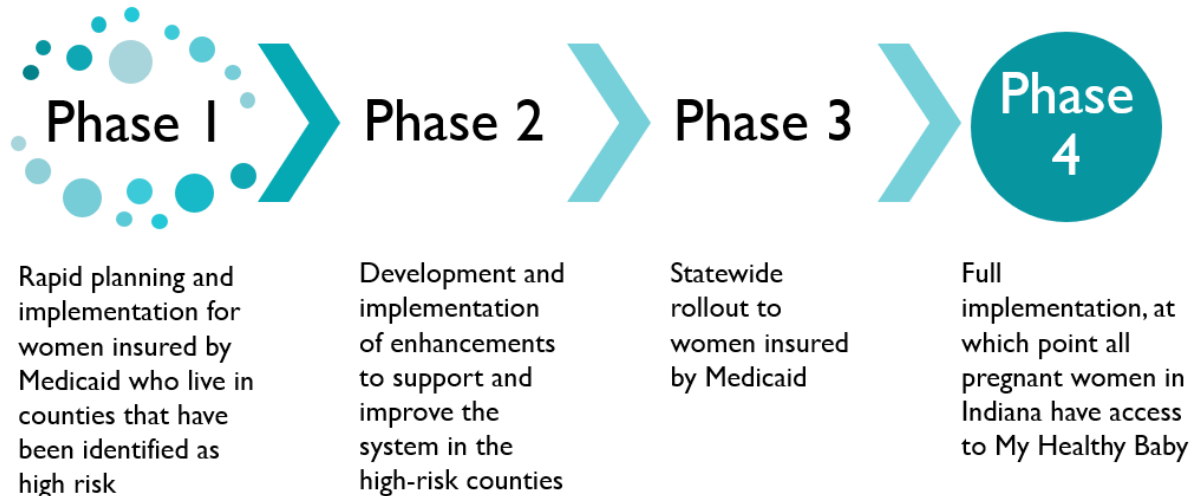 Phase 1
Phase 2
Phase 3
Phase
4
Rapid planning and
implementation for
women insured by
Medicaid who live in
counties that have
been identified as
high risk
Development and
implementation
of enhancements
to support and
improve the
system in the
high-risk counties
Statewide
rollout to
women insured
by Medicaid
Full
implementation, at
which point all
pregnant women in
Indiana have access
to My Healthy Baby